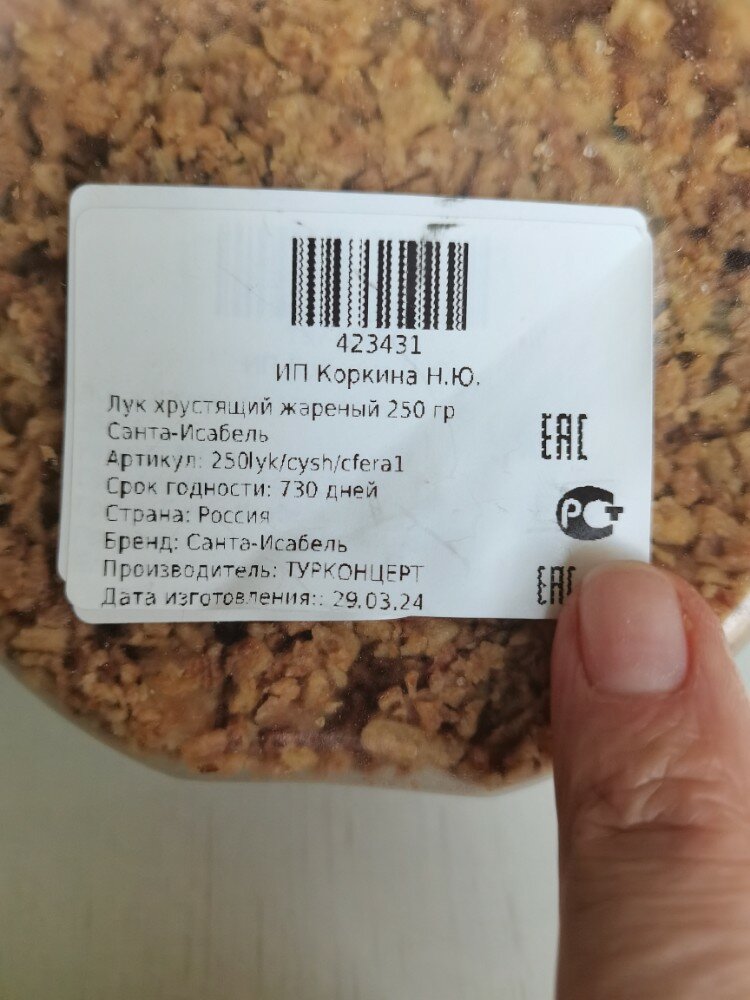 423431
ИП Коркина Н.Ю.
Лук хрустящий жареный 250 гр
Санта-Исабель
Артикул: 250lyk/cysh/cfera1
Срок годности: 730 дней
Страна: Россия
Бренд: Санта-Исабель
Производитель: ТУРКОНЦЕРТ
Дата изготовления:: 29.03.24
EAC
РСТ
EAC